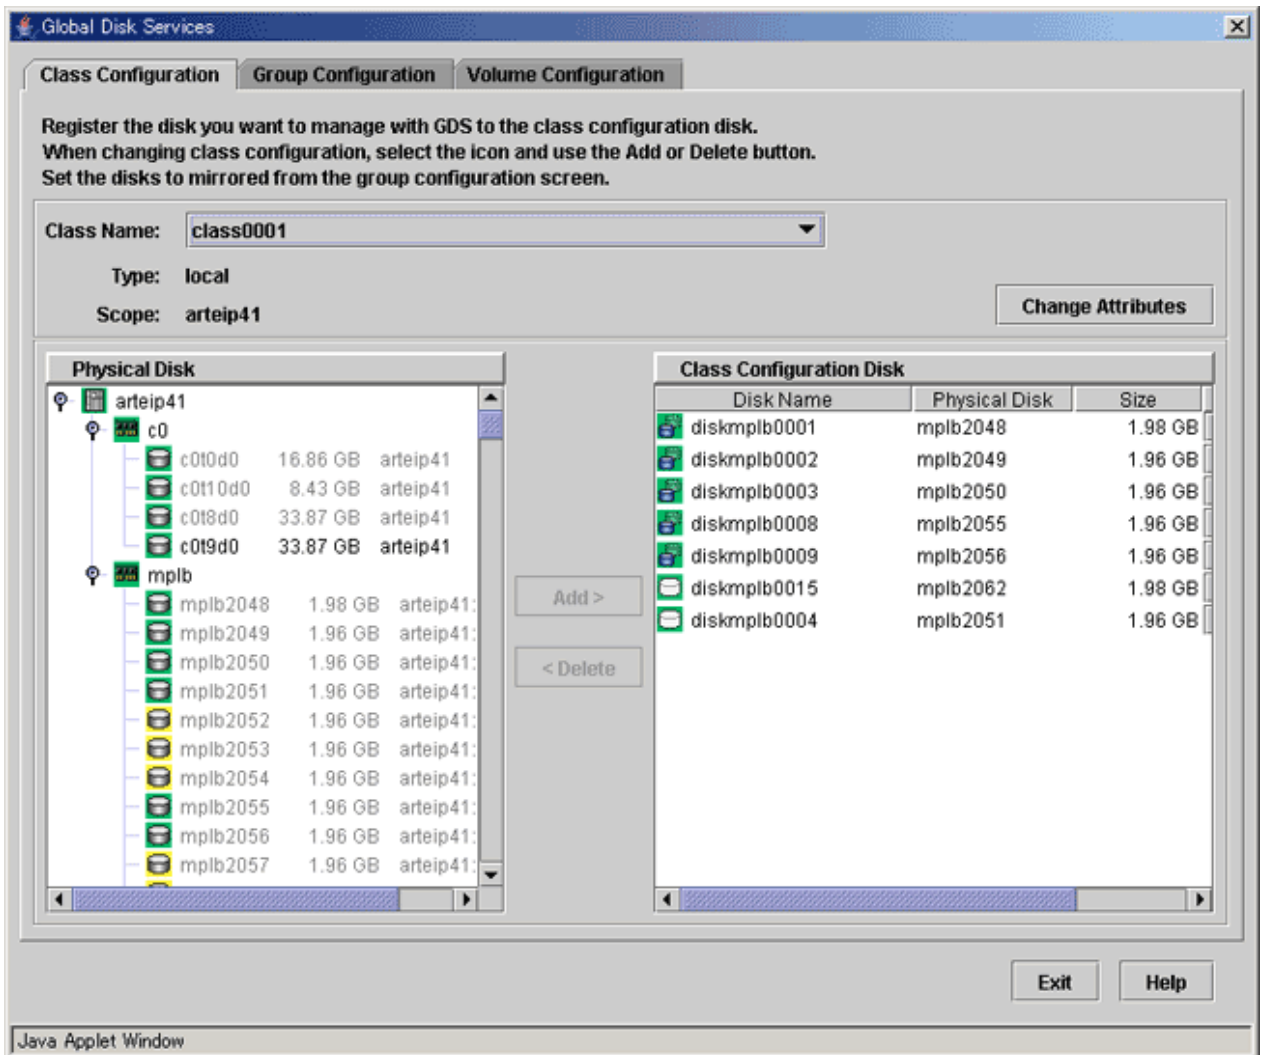 Global Disk Services
Class Configuration Group Configuration Volume Configuration
Register the disk you want to manage with GDS to the class configuration disk.
When changing class configuration, select the icon and use the Add or Delete button.
Set the disks to mirrored from the group configuration screen.
Class Name: class0001
Type: local
Scope: arteip41
Change Attributes
Physical Disk
arteip41
c0
c0t0d0 16.86 GB arteip41
c0t10d0 8.43 GB arteip41
c0t8d0 33.87 GB arteip41
c0t9d0 33.87 GB arteip41
mplb
mplb2048 1.98 GB arteip41:
mplb2049 1.96 GB arteip41:
mplb2050 1.96 GB arteip41:
mplb2051 1.96 GB arteip41:
mplb2052 1.96 GB arteip41:
mplb2053 1.96 GB arteip41:
mplb2054 1.96 GB arteip41:
mplb2055 1.96 GB arteip41:
mplb2056 1.96 GB arteip41:
mplb2057 1.96 GB arteip41:
Add >
< Delete
Class Configuration Disk
Disk Name Physical Disk Size
diskmplb0001 mplb2048 1.98 GB
diskmplb0002 mplb2049 1.96 GB
diskmplb0003 mplb2050 1.96 GB
diskmplb0008 mplb2055 1.96 GB
diskmplb0009 mplb2056 1.96 GB
diskmplb0015 mplb2062 1.98 GB
diskmplb0004 mplb2051 1.96 GB
Exit Help
Java Applet Window